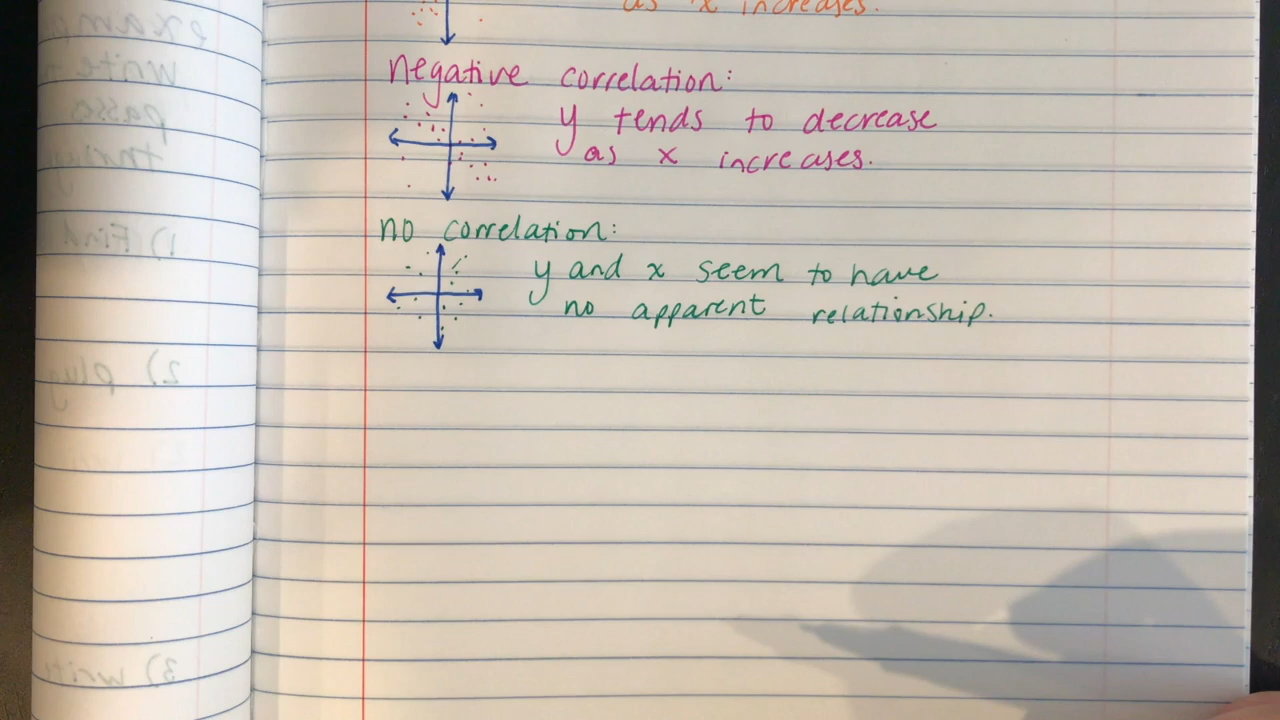 as x increases.
negative correlation:
y tends to decrease
as x increases.
no correlation:
y and x seem to have
no apparent relationship.